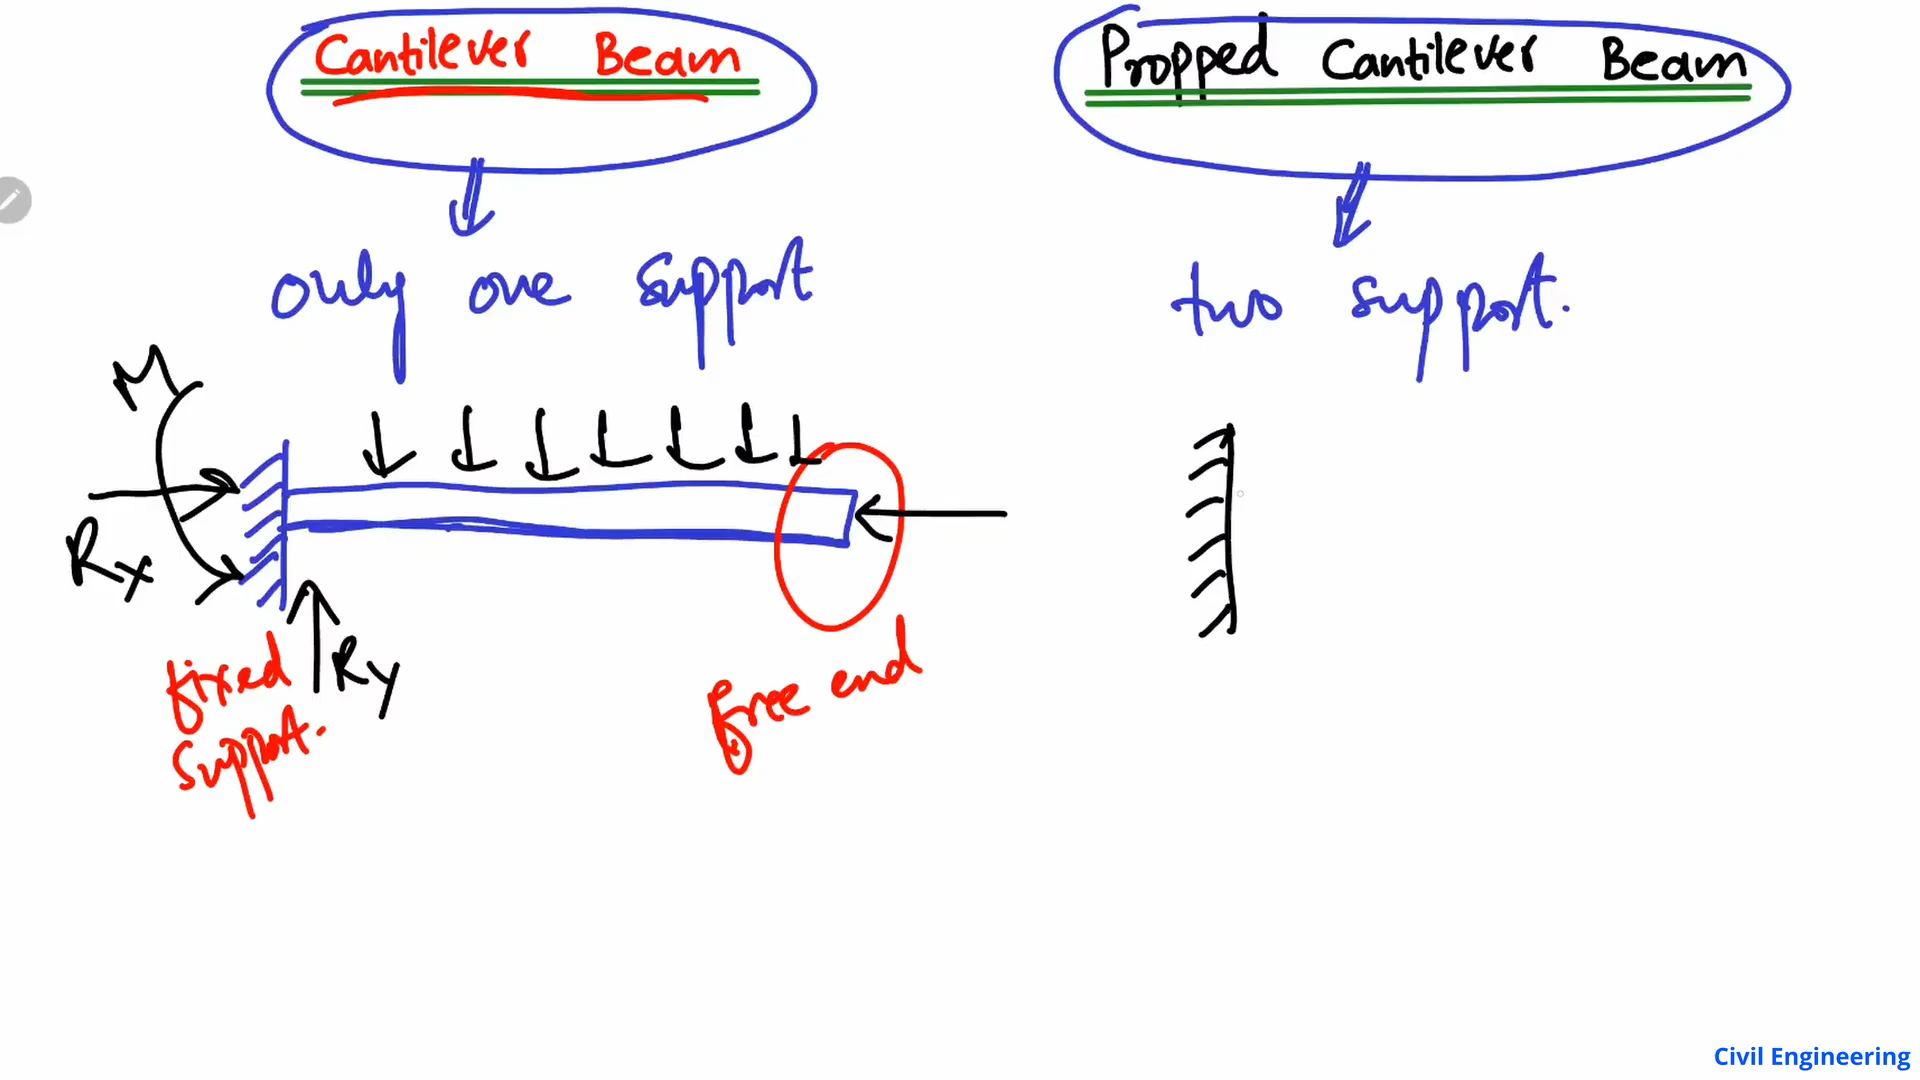 Cantilever Beam
Propped Cantilever Beam
only one support
two support.
M
Rx
Ry
fixed
support.
free end
Civil Engineering